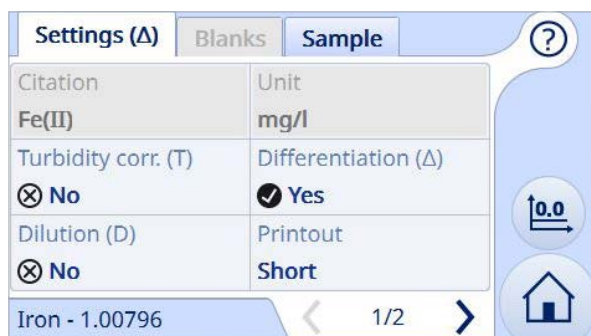 Settings (Δ) Blanks Sample ?
Citation Unit
Fe(II) mg/l
Turbidity corr. (T) Differentiation (Δ)
No Yes
0.0
Dilution (D) Printout
No Short
Iron - 1.00796 1/2